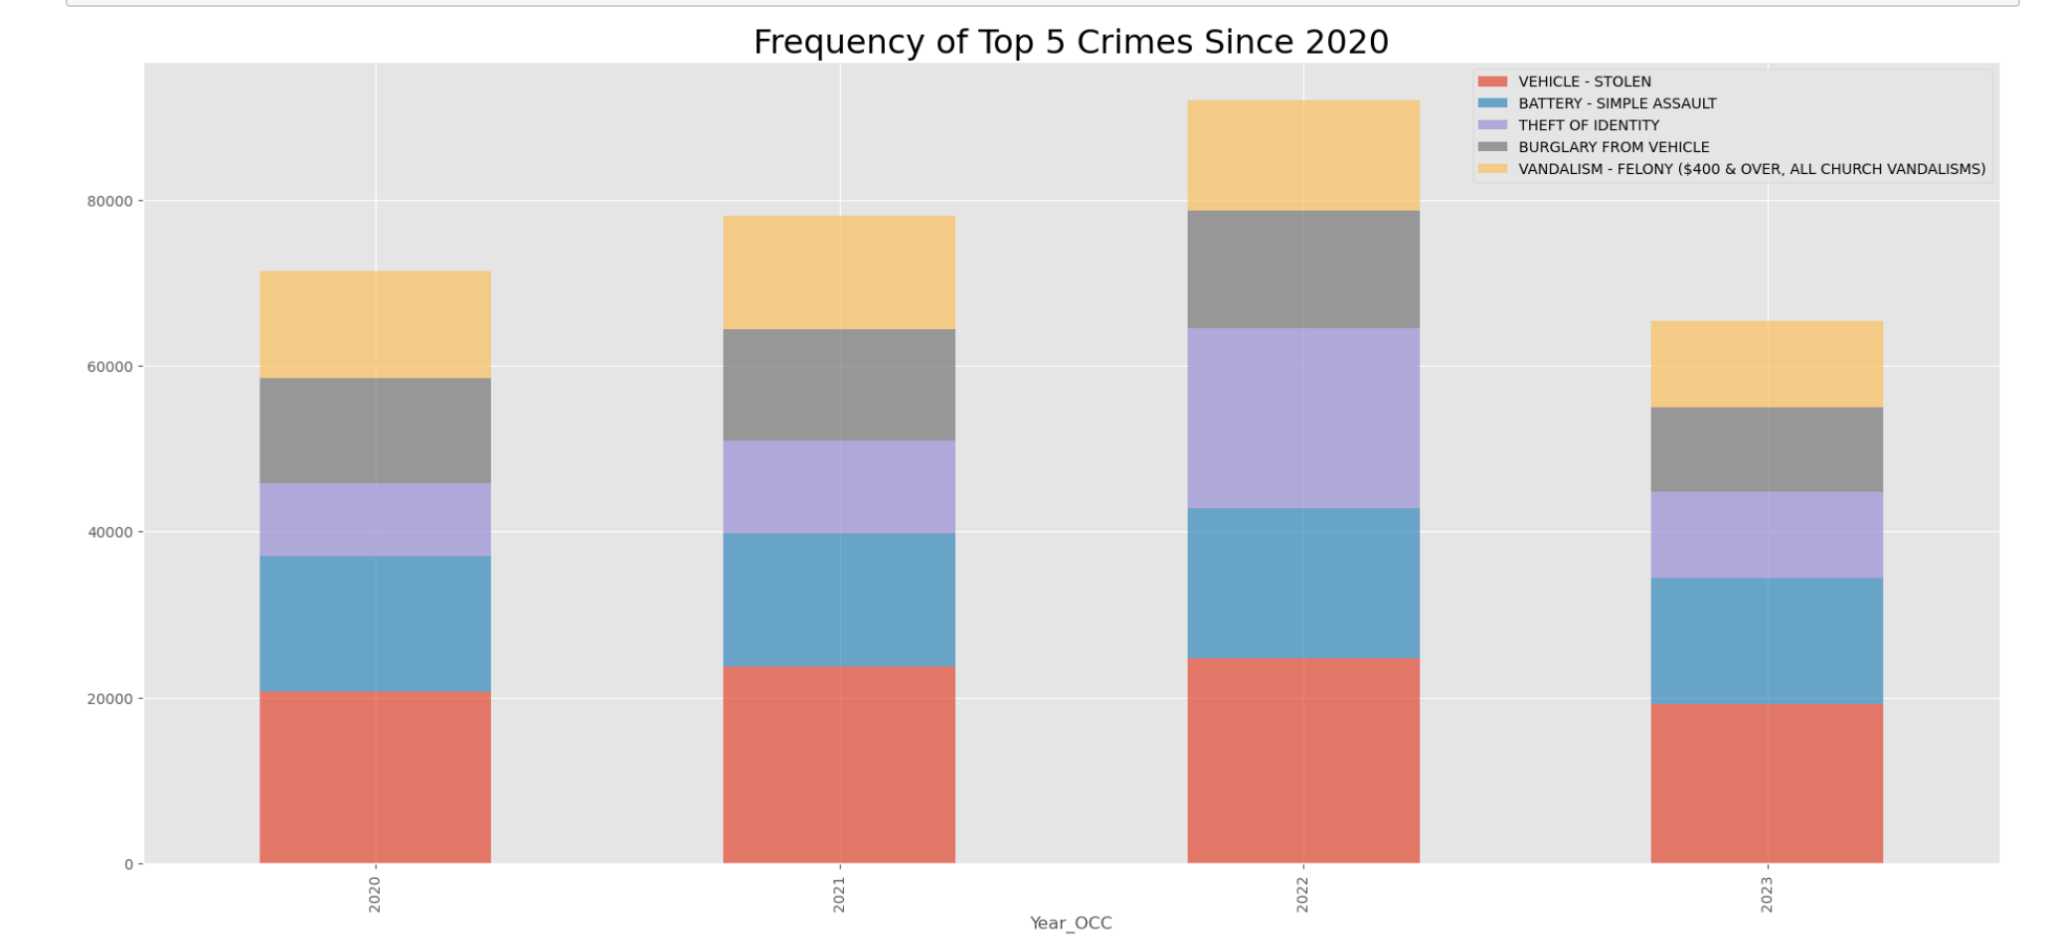 Frequency of Top 5 Crimes Since 2020
VEHICLE - STOLEN
BATTERY - SIMPLE ASSAULT
THEFT OF IDENTITY
BURGLARY FROM VEHICLE
VANDALISM - FELONY ($400 & OVER, ALL CHURCH VANDALISMS)
80000
60000
40000
20000
0
2020
2021
2022
2023
Year_OCC